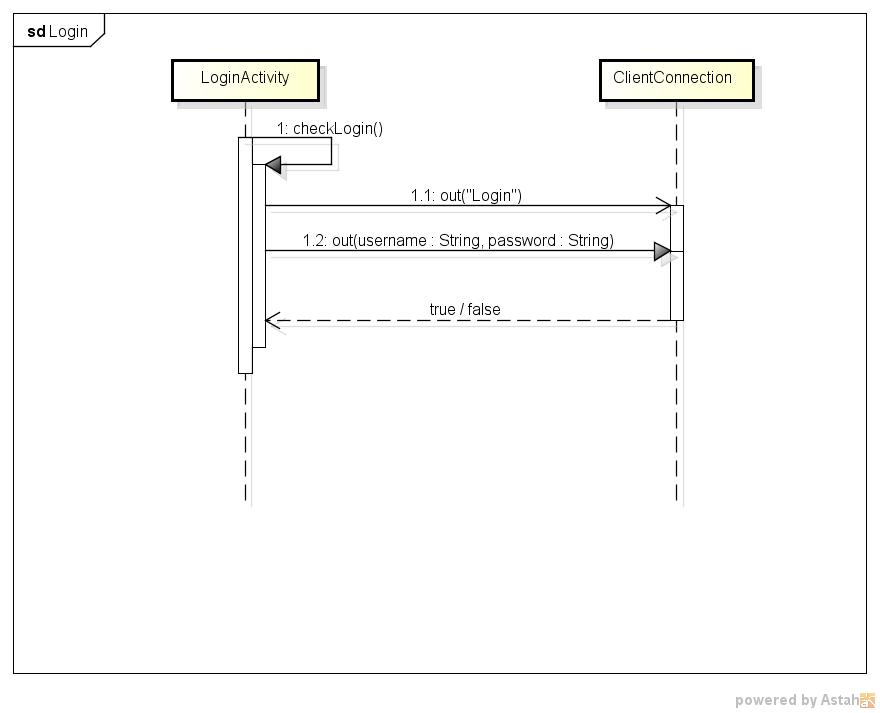 sd Login
LoginActivity
ClientConnection
1: checkLogin()
1.1: out("Login")
1.2: out(username : String, password : String)
true / false
powered by Astah